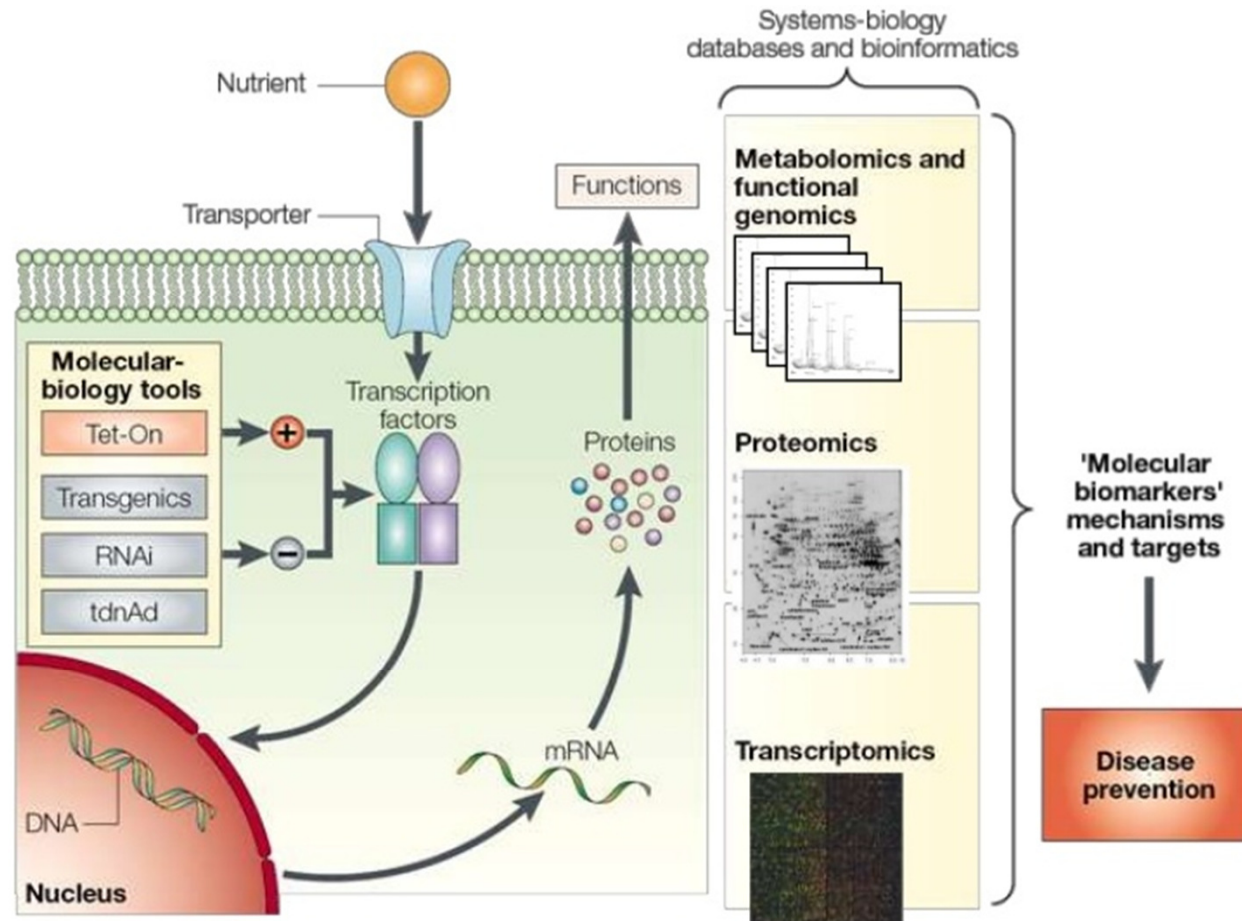 Systems-biology
databases and bioinformatics
Nutrient
Transporter
Functions
Metabolomics and
functional
genomics
Molecular-
biology tools
Tet-On
Transgenics
RNAi
tdnAd
+
−
Transcription
factors
Proteins
Proteomics
'Molecular
biomarkers'
mechanisms
and targets
mRNA
Transcriptomics
Disease
prevention
DNA
Nucleus